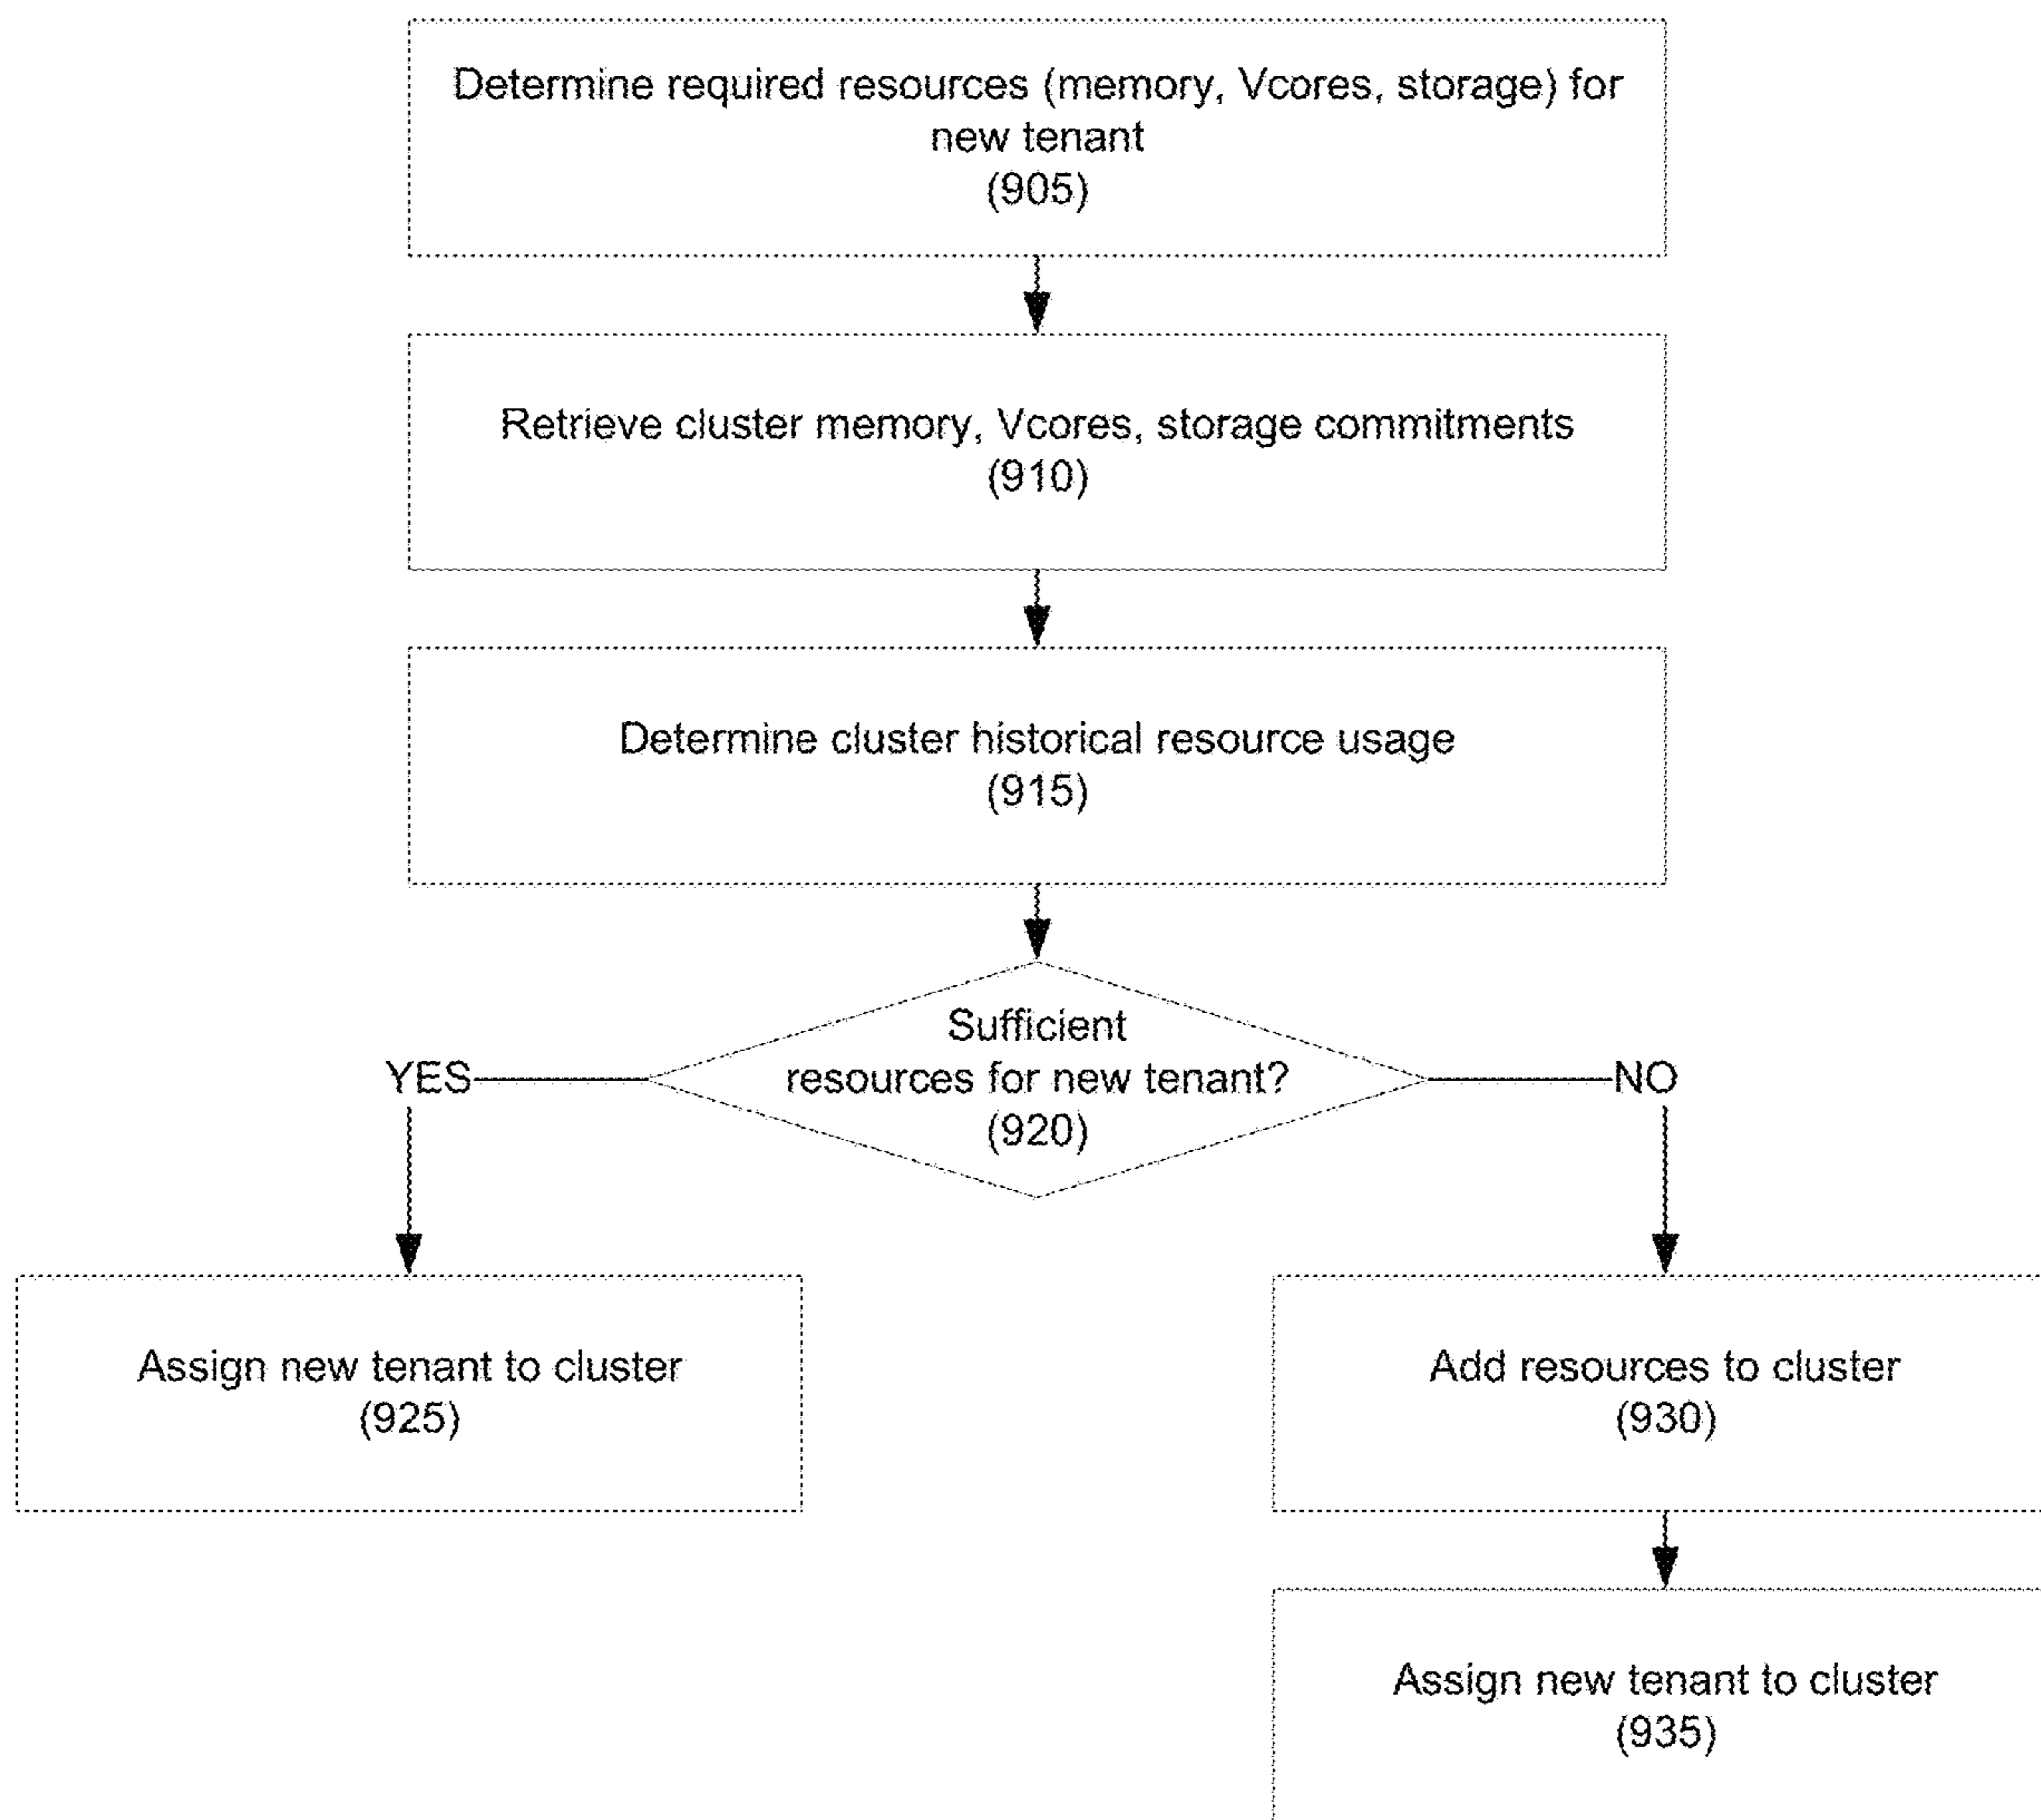 Determine required resources (memory, Vcores, storage) for
new tenant
(905)
Retrieve cluster memory, Vcores, storage commitments
(910)
Determine cluster historical resource usage
(915)
Sufficient
resources for new tenant?
(920)
YES
NO
Assign new tenant to cluster
(925)
Add resources to cluster
(930)
Assign new tenant to cluster
(935)